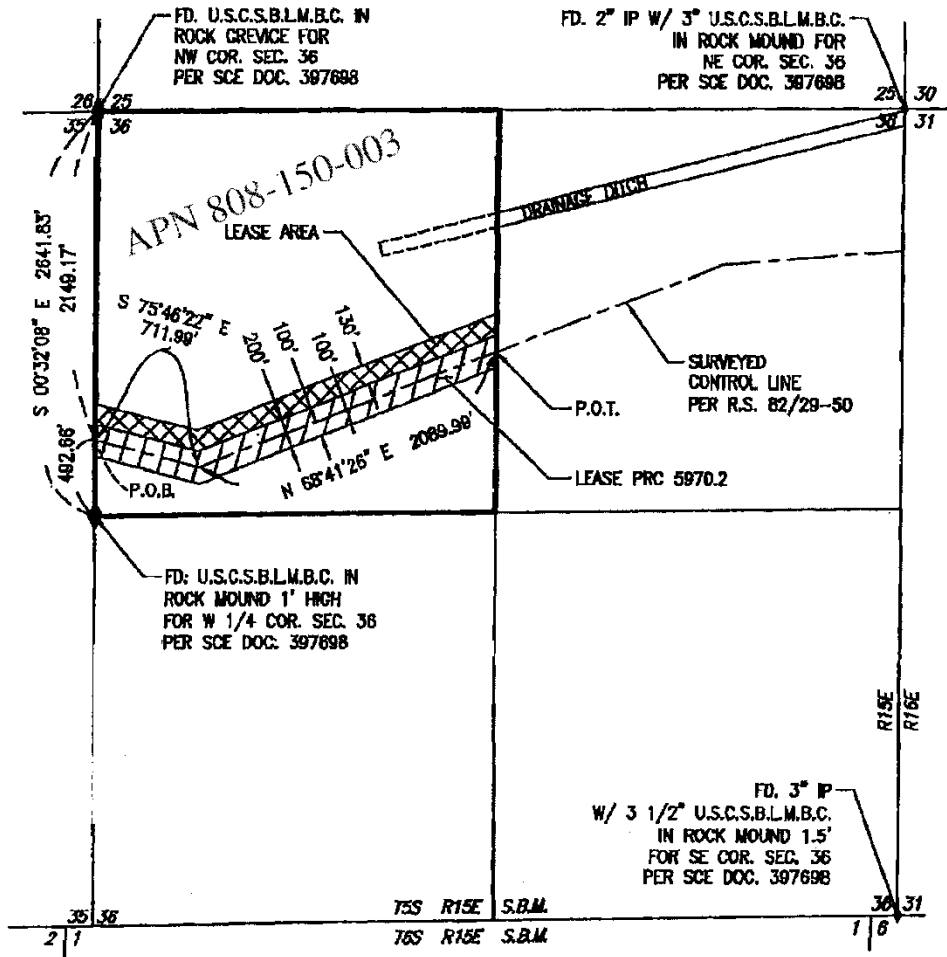 FD. U.S.C.S.B.L.M.B.C. IN
ROCK CREVICE FOR
NW COR. SEC. 36
PER SCE DOC. 397698
FD. 2" IP W/ 3" U.S.C.S.B.L.M.B.C.
IN ROCK MOUND FOR
NE COR. SEC. 36
PER SCE DOC. 397698
26 25
35 36
25 30
36 31
APN 808-150-003
DRAINAGE DITCH
LEASE AREA
S 00°32'08" E 2641.83'
2149.17'
492.66'
S 75°46'22" E
711.99'
200'
100'
100'
130'
N 68°41'26" E 2089.99'
SURVEYED
CONTROL LINE
PER R.S. 82/29-50
P.O.T.
LEASE PRC 5970.2
P.O.B.
FD: U.S.C.S.B.L.M.B.C. IN
ROCK MOUND 1' HIGH
FOR W 1/4 COR. SEC. 36
PER SCE DOC. 397698
R15E
R16E
FD. 3" IP
W/ 3 1/2" U.S.C.S.B.L.M.B.C.
IN ROCK MOUND 1.5'
FOR SE COR. SEC. 36
PER SCE DOC. 397698
35 36
2 1
T5S R15E S.B.M.
T6S R15E S.B.M.
36 31
1 6